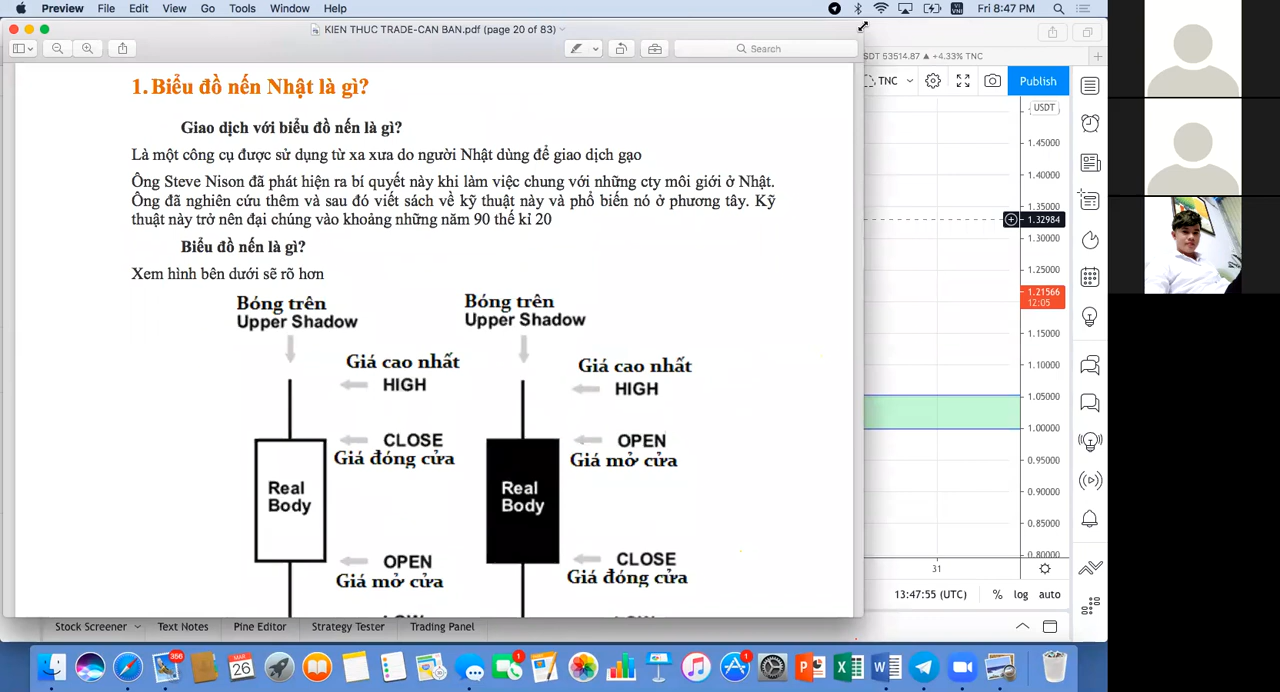 Preview File Edit View Go Tools Window Help
VI
VNI
Fri 8:47 PM
KIEN THUC TRADE-CAN BAN.pdf (page 20 of 83)
Search
1. Biểu đồ nến Nhật là gì?
Giao dịch với biểu đồ nến là gì?
Là một công cụ được sử dụng từ xa xưa do người Nhật dùng để giao dịch gạo
Ông Steve Nison đã phát hiện ra bí quyết này khi làm việc chung với những cty môi giới ở Nhật.
Ông đã nghiên cứu thêm và sau đó viết sách về kỹ thuật này và phổ biến nó ở phương tây. Kỹ
thuật này trở nên đại chúng vào khoảng những năm 90 thế kỉ 20
Biểu đồ nến là gì?
Xem hình bên dưới sẽ rõ hơn
Bóng trên
Upper Shadow
Giá cao nhất
HIGH
CLOSE
Giá đóng cửa
Real
Body
OPEN
Giá mở cửa
Bóng trên
Upper Shadow
Giá cao nhất
HIGH
OPEN
Giá mở cửa
Real
Body
CLOSE
Giá đóng cửa
SDT 53514.87 ▲ +4.33% TNC
TNC
Publish
USDT
1.45000
1.40000
1.35000
1.32984
1.30000
1.25000
1.21566
12:05
1.15000
1.10000
1.05000
1.00000
0.95000
0.90000
0.85000
0.80000
31
13:47:55 (UTC) % log auto
Stock Screener Text Notes Pine Editor Strategy Tester Trading Panel
356
MAR
26
1
1